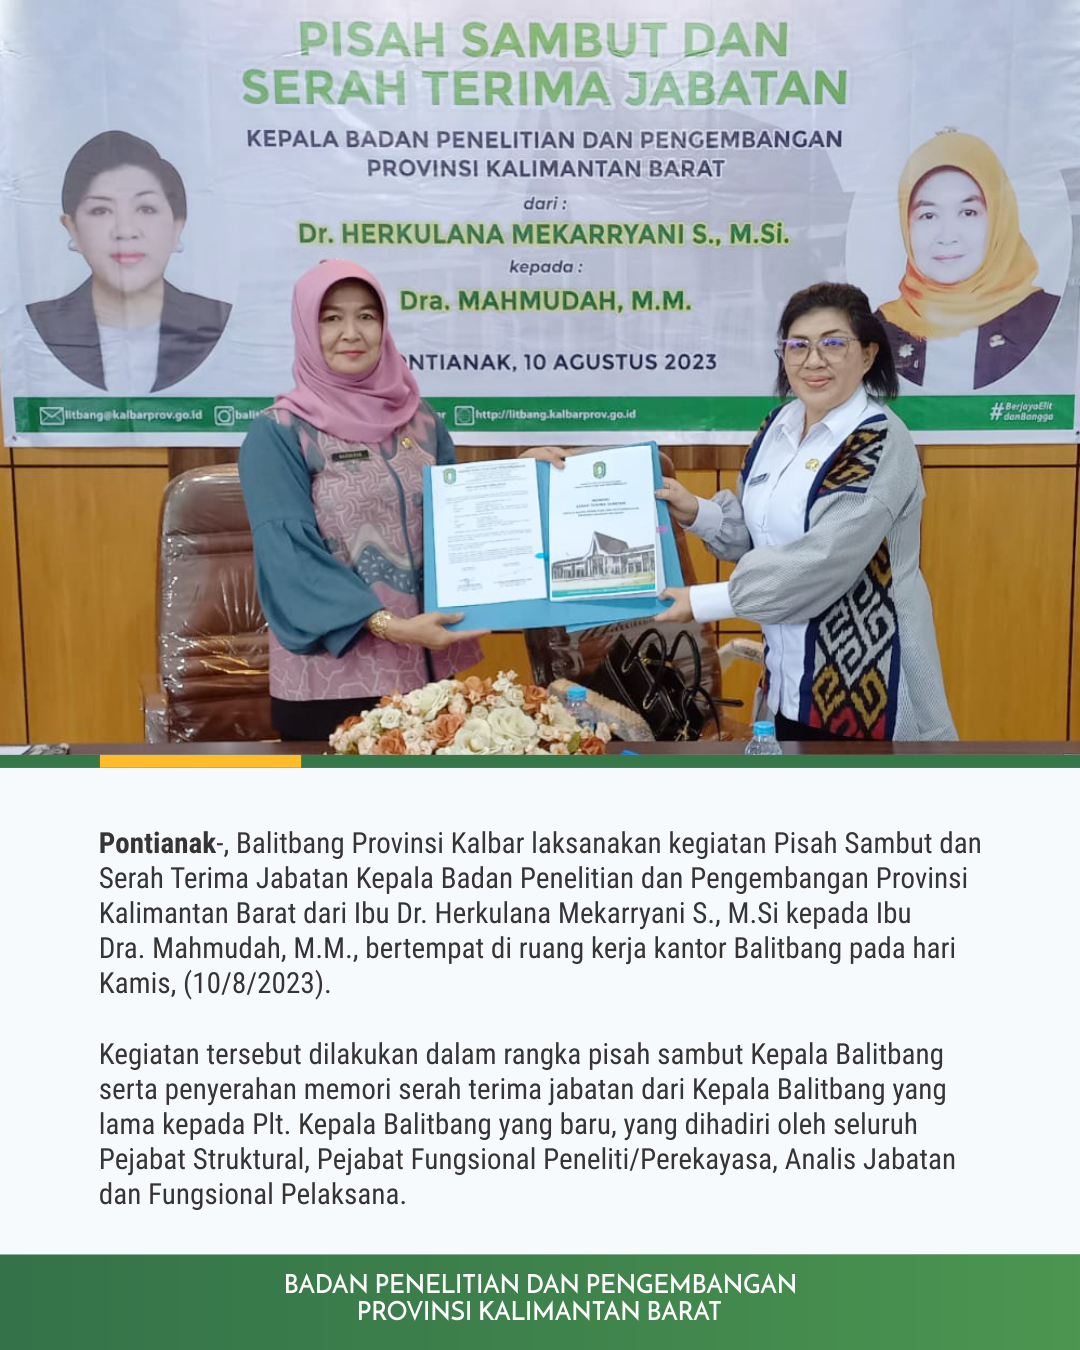 PISAH SAMBUT DAN
SERAH TERIMA JABATAN
KEPALA BADAN PENELITIAN DAN PENGEMBANGAN
PROVINSI KALIMANTAN BARAT
dari :
Dr. HERKULANA MEKARRYANI S., M.Si.
kepada :
Dra. MAHMUDAH, M.M.
ONTIANAK, 10 AGUSTUS 2023
litbang@kalbarprov.go.id
http://litbang.kalbarprov.go.id
#BerjayaElit
danBangga
Pontianak-, Balitbang Provinsi Kalbar laksanakan kegiatan Pisah Sambut dan
Serah Terima Jabatan Kepala Badan Penelitian dan Pengembangan Provinsi
Kalimantan Barat dari Ibu Dr. Herkulana Mekarryani S., M.Si kepada Ibu
Dra. Mahmudah, M.M., bertempat di ruang kerja kantor Balitbang pada hari
Kamis, (10/8/2023).
Kegiatan tersebut dilakukan dalam rangka pisah sambut Kepala Balitbang
serta penyerahan memori serah terima jabatan dari Kepala Balitbang yang
lama kepada Plt. Kepala Balitbang yang baru, yang dihadiri oleh seluruh
Pejabat Struktural, Pejabat Fungsional Peneliti/Perekayasa, Analis Jabatan
dan Fungsional Pelaksana.
BADAN PENELITIAN DAN PENGEMBANGAN
PROVINSI KALIMANTAN BARAT